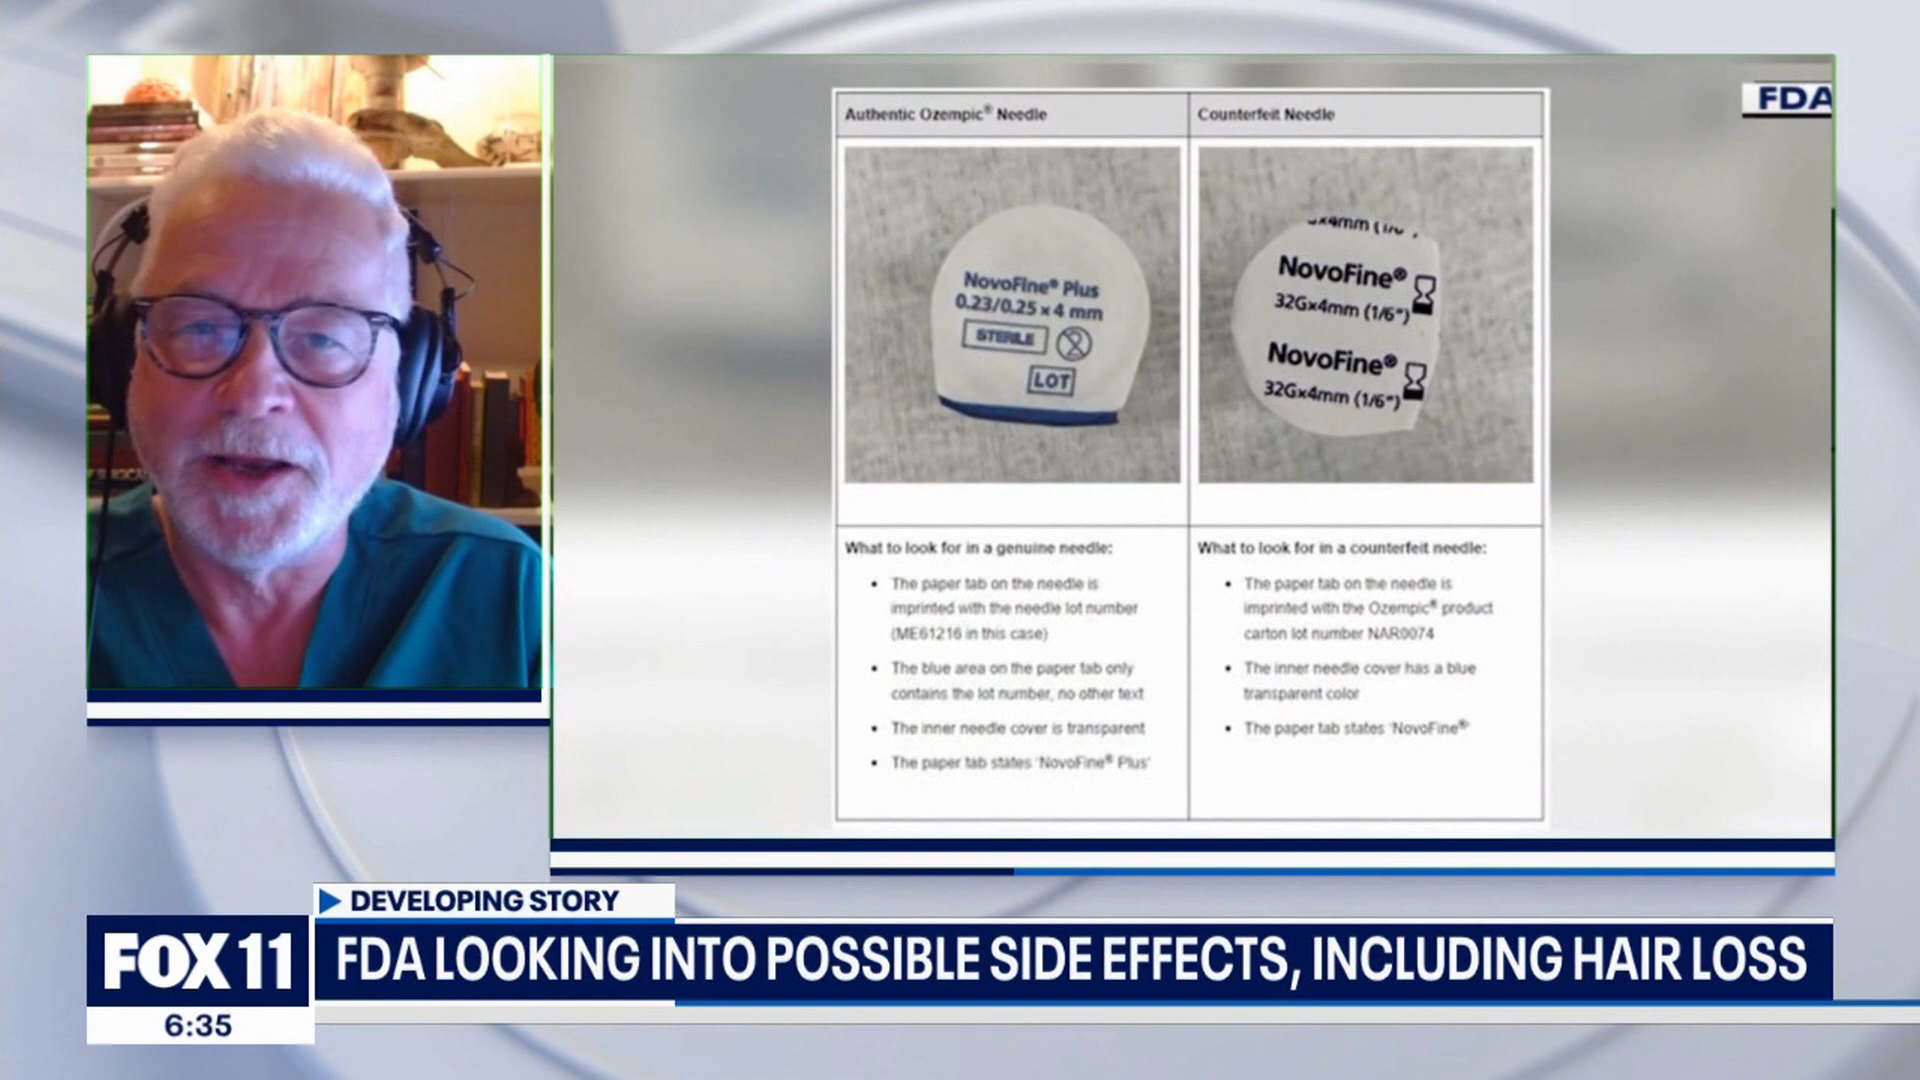 FDA
Authentic Ozempic® Needle
Counterfeit Needle
NovoFine® Plus
0.23/0.25 x 4 mm
STERILE
LOT
x4mm (1/6
NovoFine®
32Gx4mm (1/6")
NovoFine®
32Gx4mm (1/6")
What to look for in a genuine needle:
• The paper tab on the needle is
imprinted with the needle lot number
(ME61216 in this case)
• The blue area on the paper tab only
contains the lot number, no other text
• The inner needle cover is transparent
• The paper tab states 'NovoFine® Plus'
What to look for in a counterfeit needle:
• The paper tab on the needle is
imprinted with the Ozempic® product
carton lot number NAR0074
• The inner needle cover has a blue
transparent color
• The paper tab states 'NovoFine®'
DEVELOPING STORY
FDA LOOKING INTO POSSIBLE SIDE EFFECTS, INCLUDING HAIR LOSS
FOX 11
6:35